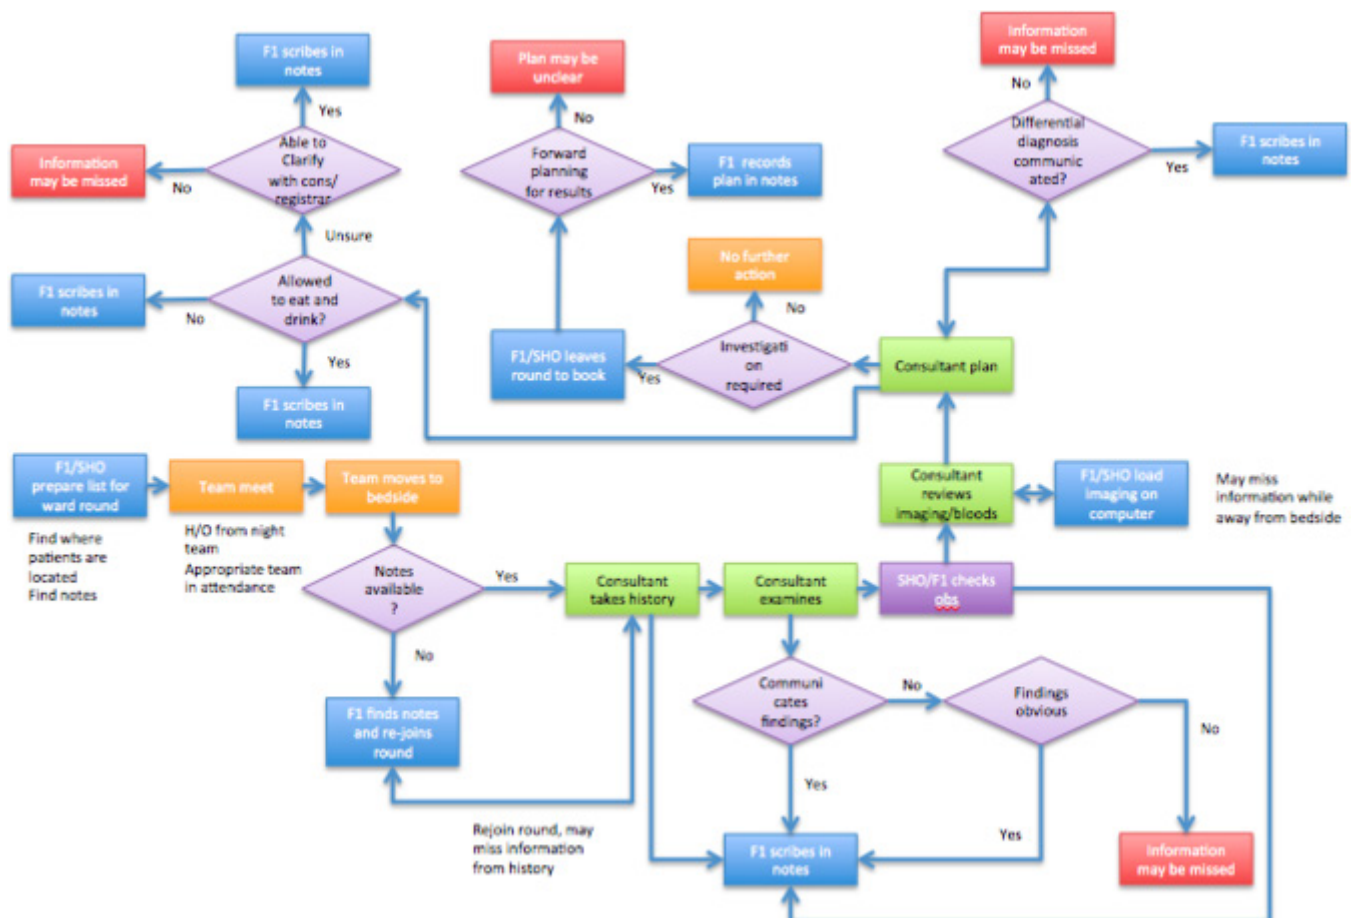 F1 scribes in
notes
Yes
Able to
Clarify
with cons/
registrar
No
Information
may be missed
Unsure
Allowed
to eat and
drink?
No
F1 scribes in
notes
Yes
F1 scribes in
notes
Plan may be
unclear
No
Forward
planning
for results
Yes
F1 records
plan in notes
No further
action
No
Investigati
on
required
Yes
F1/SHO leaves
round to book
Information
may be missed
No
Differential
diagnosis
communic
ated?
Yes
F1 scribes in
notes
Consultant plan
F1/SHO
prepare list for
ward round
Find where
patients are
located
Find notes
Team meet
H/O from night
team
Appropriate team
in attendance
Team moves to
bedside
Notes
available
?
Yes
No
F1 finds notes
and re-joins
round
Rejoin round, may
miss information
from history
Consultant
takes history
Consultant
examines
SHO/F1 checks
obs
Consultant
reviews
imaging/bloods
F1/SHO load
imaging on
computer
May miss
information while
away from bedside
Communi
cates
findings?
No
Findings
obvious
No
Yes
Yes
F1 scribes in
notes
Information
may be missed